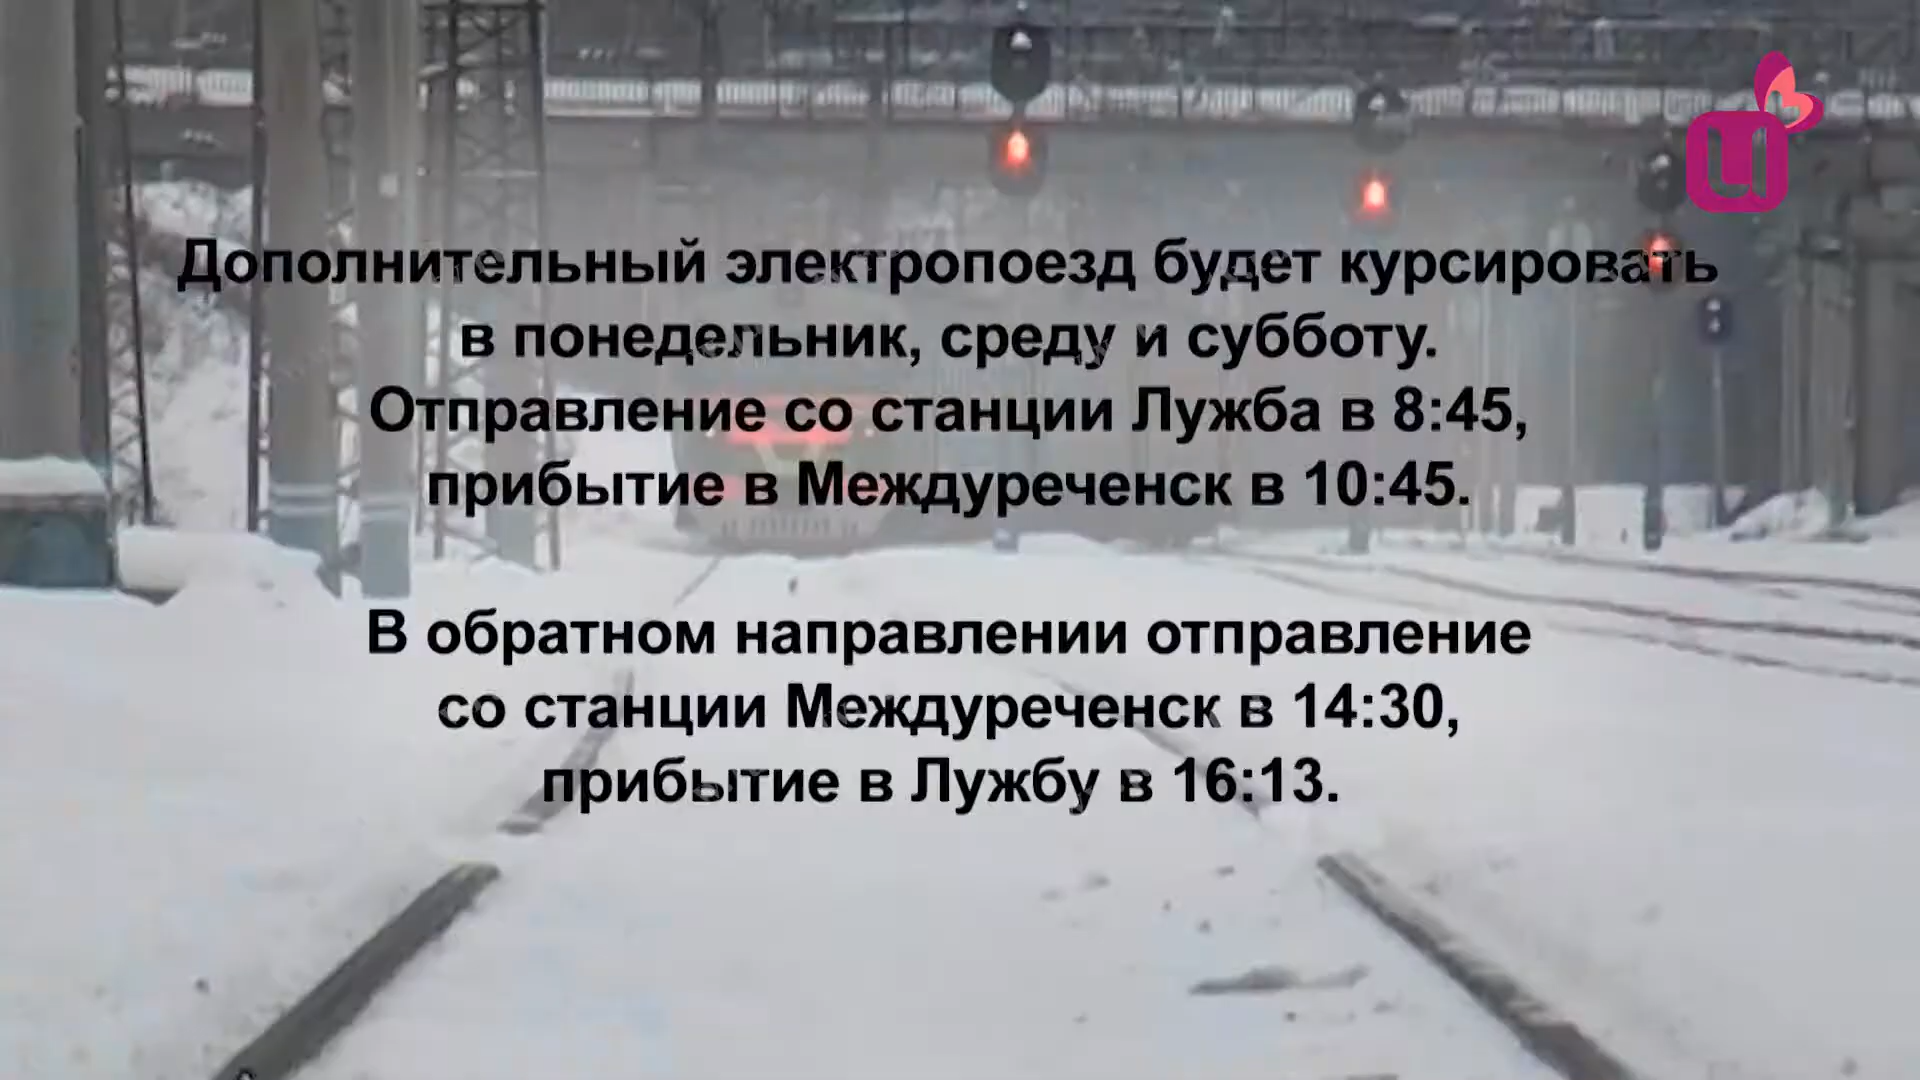 Дополнительный электропоезд будет курсировать
в понедельник, среду и субботу.
Отправление со станции Лужба в 8:45,
прибытие в Междуреченск в 10:45.
В обратном направлении отправление
со станции Междуреченск в 14:30,
прибытие в Лужбу в 16:13.